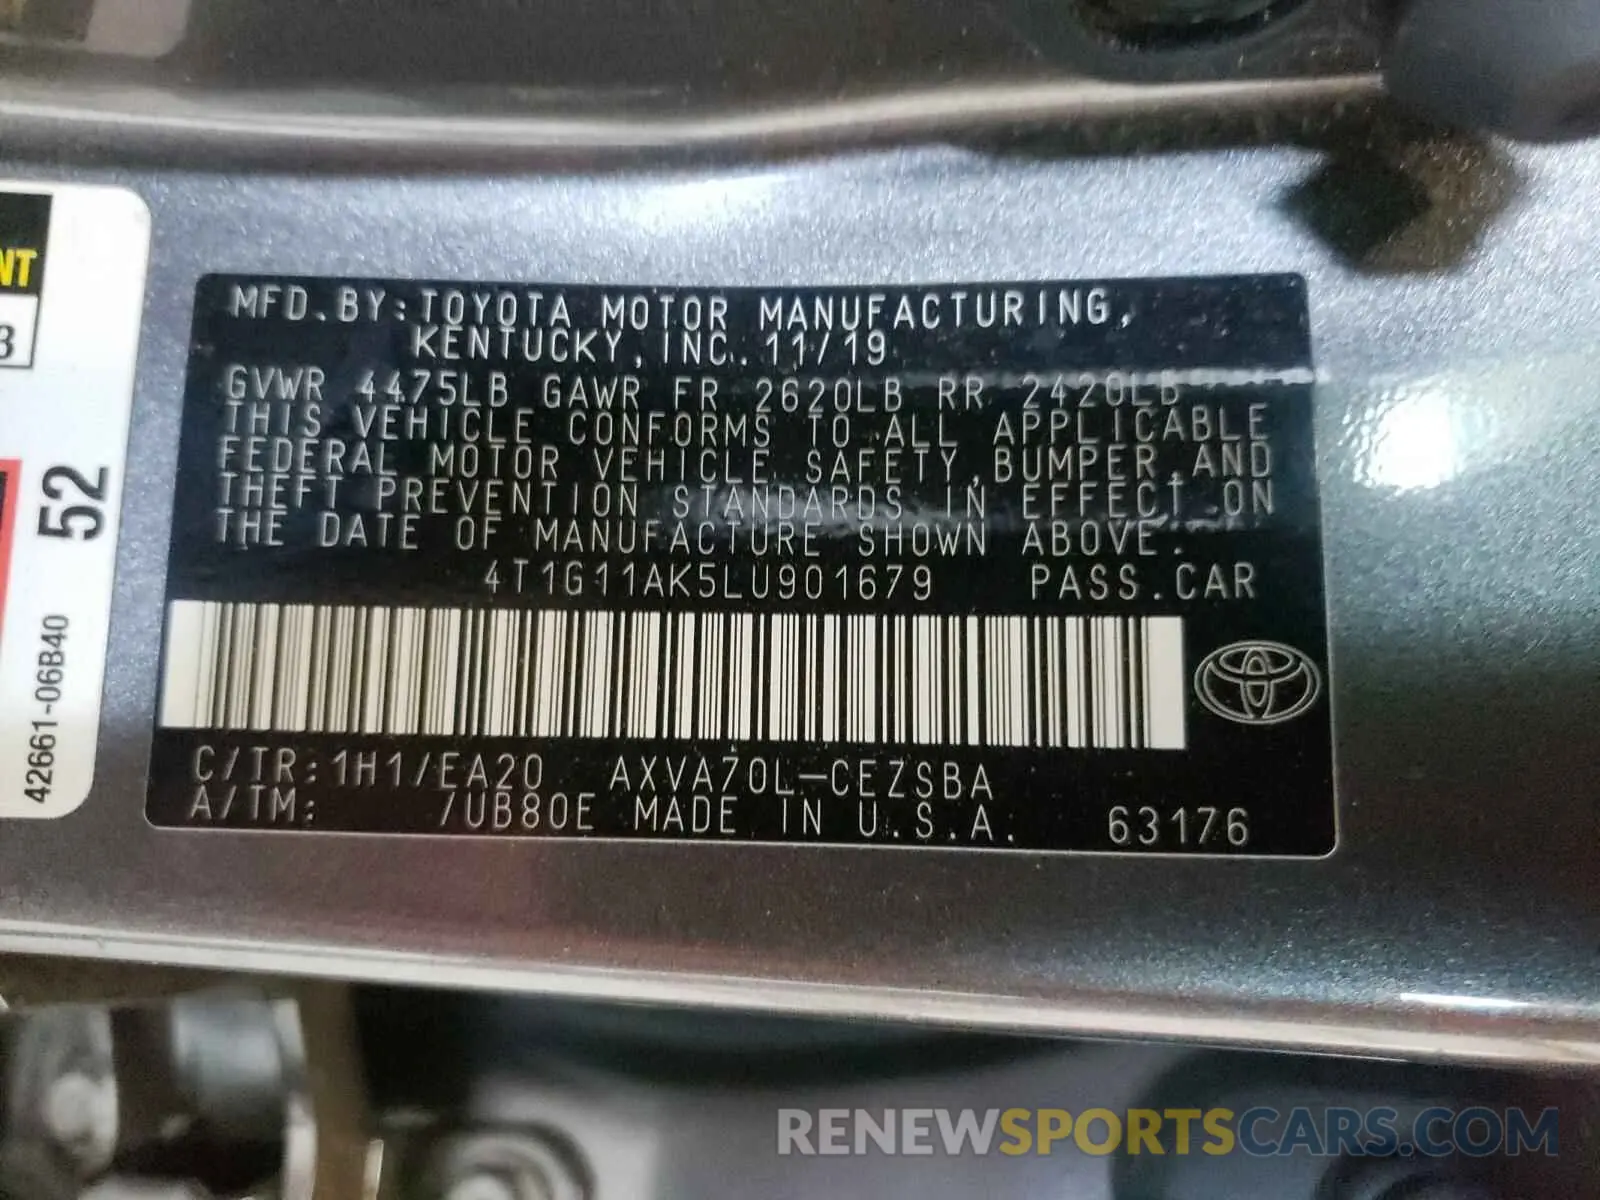 NT
3
52
42661-06B40
MFD.BY:TOYOTA MOTOR MANUFACTURING,
KENTUCKY,INC. 11/19
GVWR 4475LB GAWR FR 2620LB RR 2420LB
THIS VEHICLE CONFORMS TO ALL APPLICABLE
FEDERAL MOTOR VEHICLE SAFETY,BUMPER,AND
THEFT PREVENTION STANDARDS IN EFFECT ON
THE DATE OF MANUFACTURE SHOWN ABOVE.
4T1G11AK5LU901679 PASS.CAR
C/TR:1H1/EA20 AXVA70L-CEZSBA
A/TM: /UB80E MADE IN U.S.A. 63176
RENEWSPORTSCARS.COM